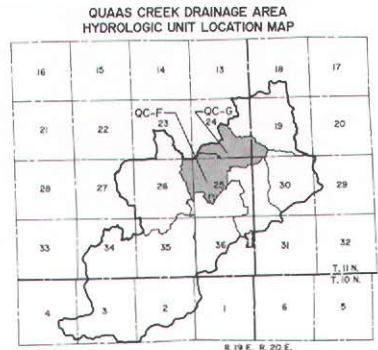 QUAAS CREEK DRAINAGE AREA
HYDROLOGIC UNIT LOCATION MAP
16 15 14 13 18 17
QC-G
24
QC-F 23 19 20
21 22
28 27 26 25 30 29
33 34 35 36 31 32
T. 11 N.
T. 10 N.
4 3 2 1 6 5
R. 19 E. R. 20 E.